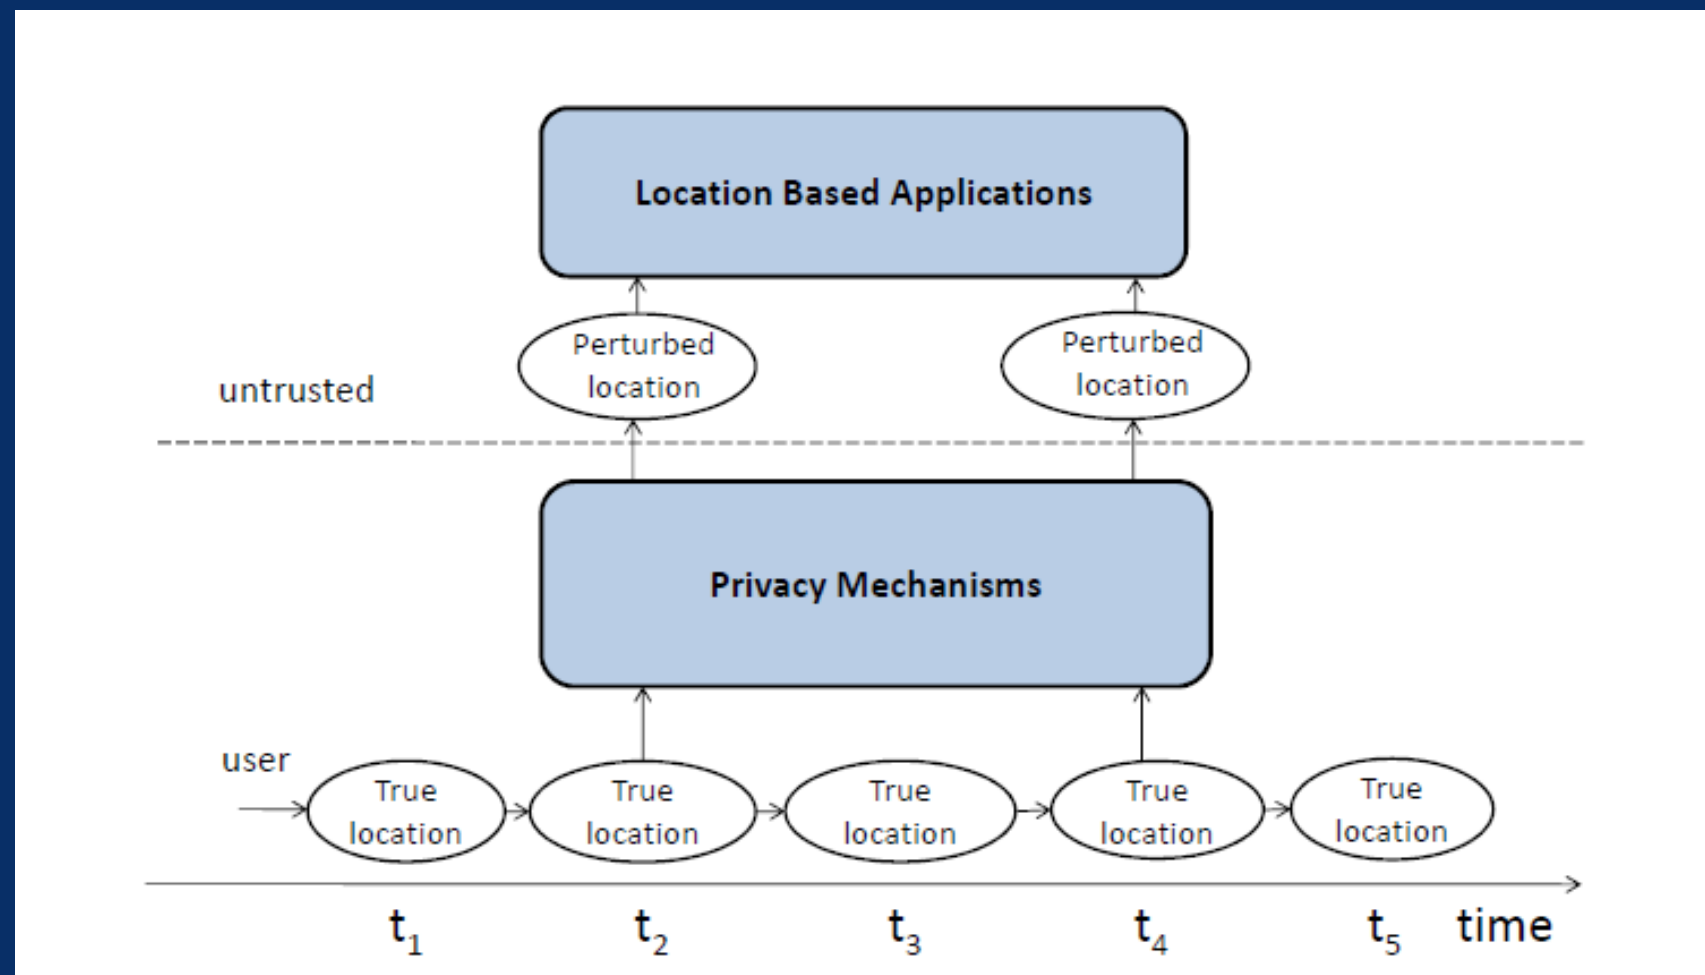 Location Based Applications
Perturbed
location
Perturbed
location
untrusted
Privacy Mechanisms
user
True
location
True
location
True
location
True
location
True
location
t₁
t₂
t₃
t₄
t₅
time